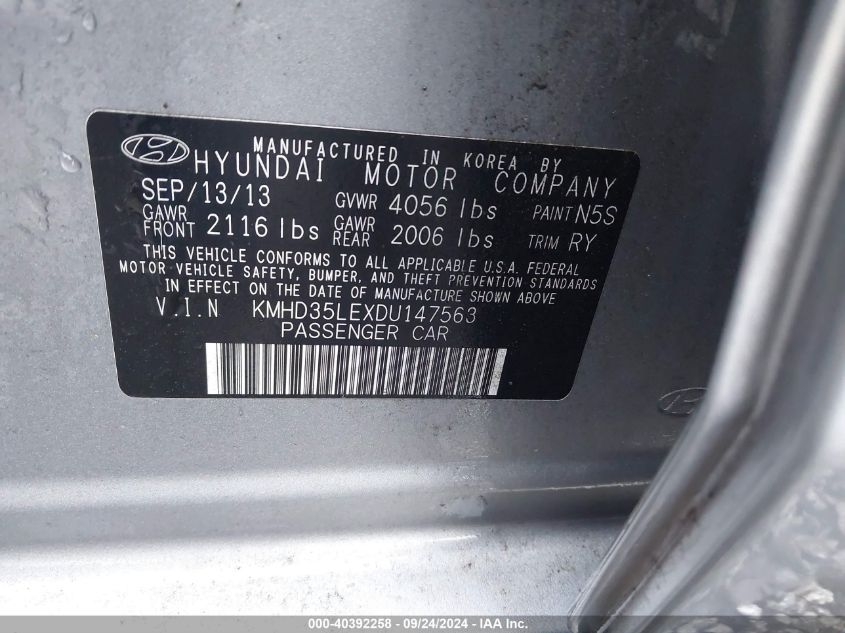 MANUFACTURED IN KOREA BY
HYUNDAI MOTOR COMPANY
SEP/13/13 GVWR 4056 lbs PAINT N5S
GAWR FRONT 2116 lbs GAWR REAR 2006 lbs TRIM RY
THIS VEHICLE CONFORMS TO ALL APPLICABLE U.S.A. FEDERAL
MOTOR VEHICLE SAFETY, BUMPER, AND THEFT PREVENTION STANDARDS
IN EFFECT ON THE DATE OF MANUFACTURE SHOWN ABOVE
V.I.N KMHD35LEXDU147563
PASSENGER CAR
000-40392258 - 09/24/2024 - © IAA Inc.